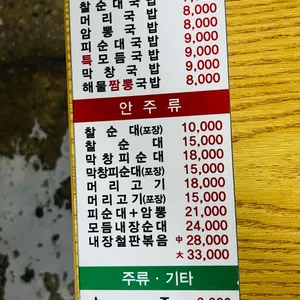 찰순대국밥
머리국밥 8,000
암뽕국밥 8,000
피순대국밥 9,000
특모듬국밥 9,000
막창국밥 9,000
해물짬뽕국밥 8,000
안주류
찰순대(포장) 10,000
찰순대 15,000
막창피순대 18,000
막창피순대(포장) 15,000
머리고기 18,000
머리고기(포장) 15,000
피순대+암뽕 21,000
모듬내장순대 24,000
내장철판볶음 中 28,000
大 33,000
주류·기타